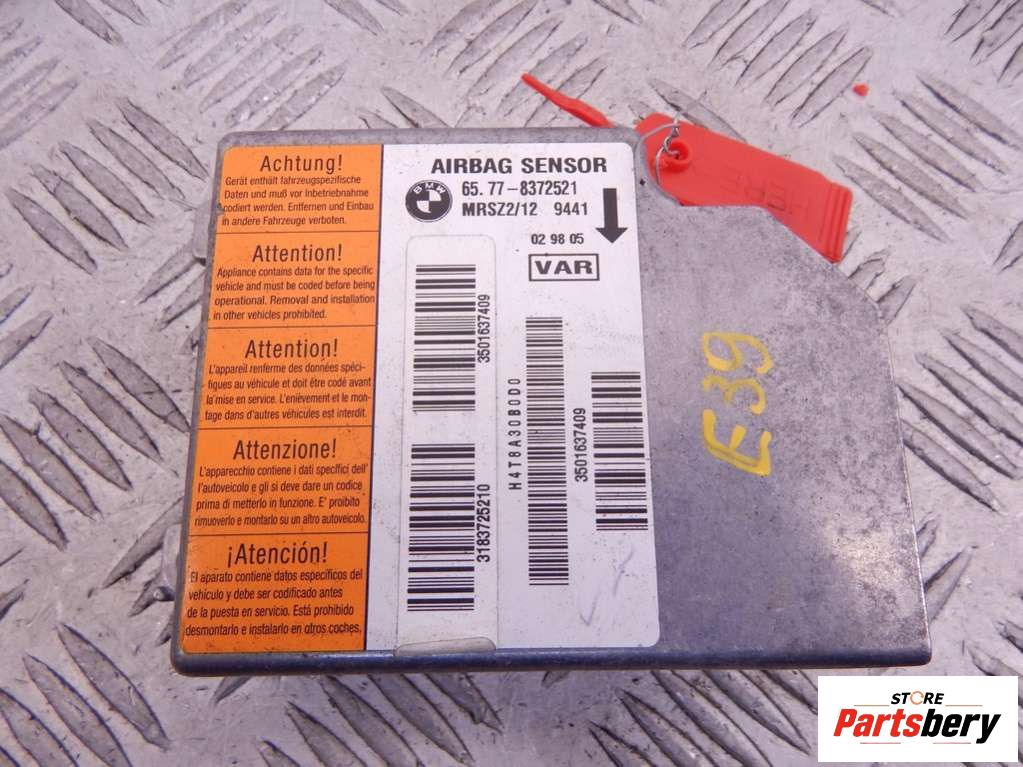 Achtung!
Gerät enthält fahrzeugspezifische
Daten und muß vor Inbetriebnahme
codiert werden. Entfernen und Einbau
in andere Fahrzeuge verboten.
Attention!
Appliance contains data for the specific
vehicle and must be coded before being
operational. Removal and installation
in other vehicles prohibited.
Attention!
L'appareil renferme des données spéci-
fiques au véhicule et doit être codé avant
la mise en service. L'enièvement et le mon-
tage dans d'autres véhicules est interdit.
Attenzione!
L'apparecchio contiene i dati specifici dell'
autoveicolo e gli si deve dare un codice
prima di metterlo in funzione. E' proibito
rimuoverlo e montarlo su un altro autoveicolo.
¡Atención!
El aparato contiene datos específicos del
vehículo y debe ser codificado antes
de la puesta en servicio. Está prohibido
desmontarlo e instalarlo en otros coches.
AIRBAG SENSOR
BMW
65. 77-8372521
MRSZ2/12 9441
02 98 05
VAR
3501637409
3183725210
H4T8A30B0D0
3501637409
E39
STORE
Partsbery